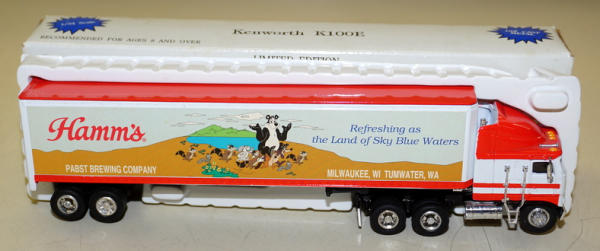 Kenworth K100E
RECOMMENDED FOR AGES 8 AND OVER
LIMITED EDITION
Hamm's
Refreshing as
the Land of Sky Blue Waters
PABST BREWING COMPANY
MILWAUKEE, WI TUMWATER, WA